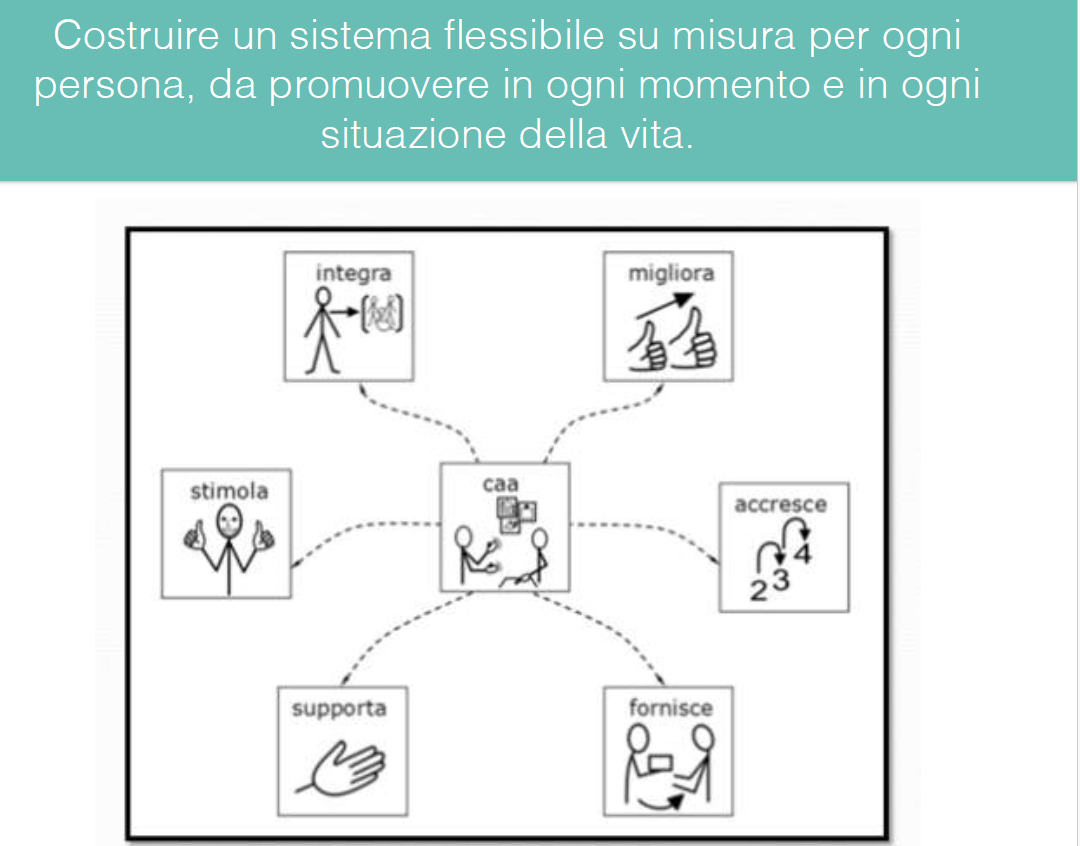 Costruire un sistema flessibile su misura per ogni
persona, da promuovere in ogni momento e in ogni
situazione della vita.
integra
migliora
stimola
caa
accresce
2 3 4
supporta
fornisce